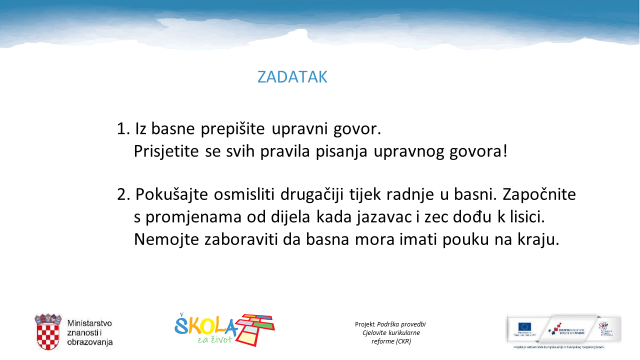 ZADATAK
1. Iz basne prepišite upravni govor.
Prisjetite se svih pravila pisanja upravnog govora!
2. Pokušajte osmisliti drugačiji tijek radnje u basni. Započnite
s promjenama od dijela kada jazavac i zec dođu k lisici.
Nemojte zaboraviti da basna mora imati pouku na kraju.
Ministarstvo
znanosti i
obrazovanja
ŠKOLA
za život
Projekt Podrška provedbi
Cjelovite kurikularne
reforme (CKR)